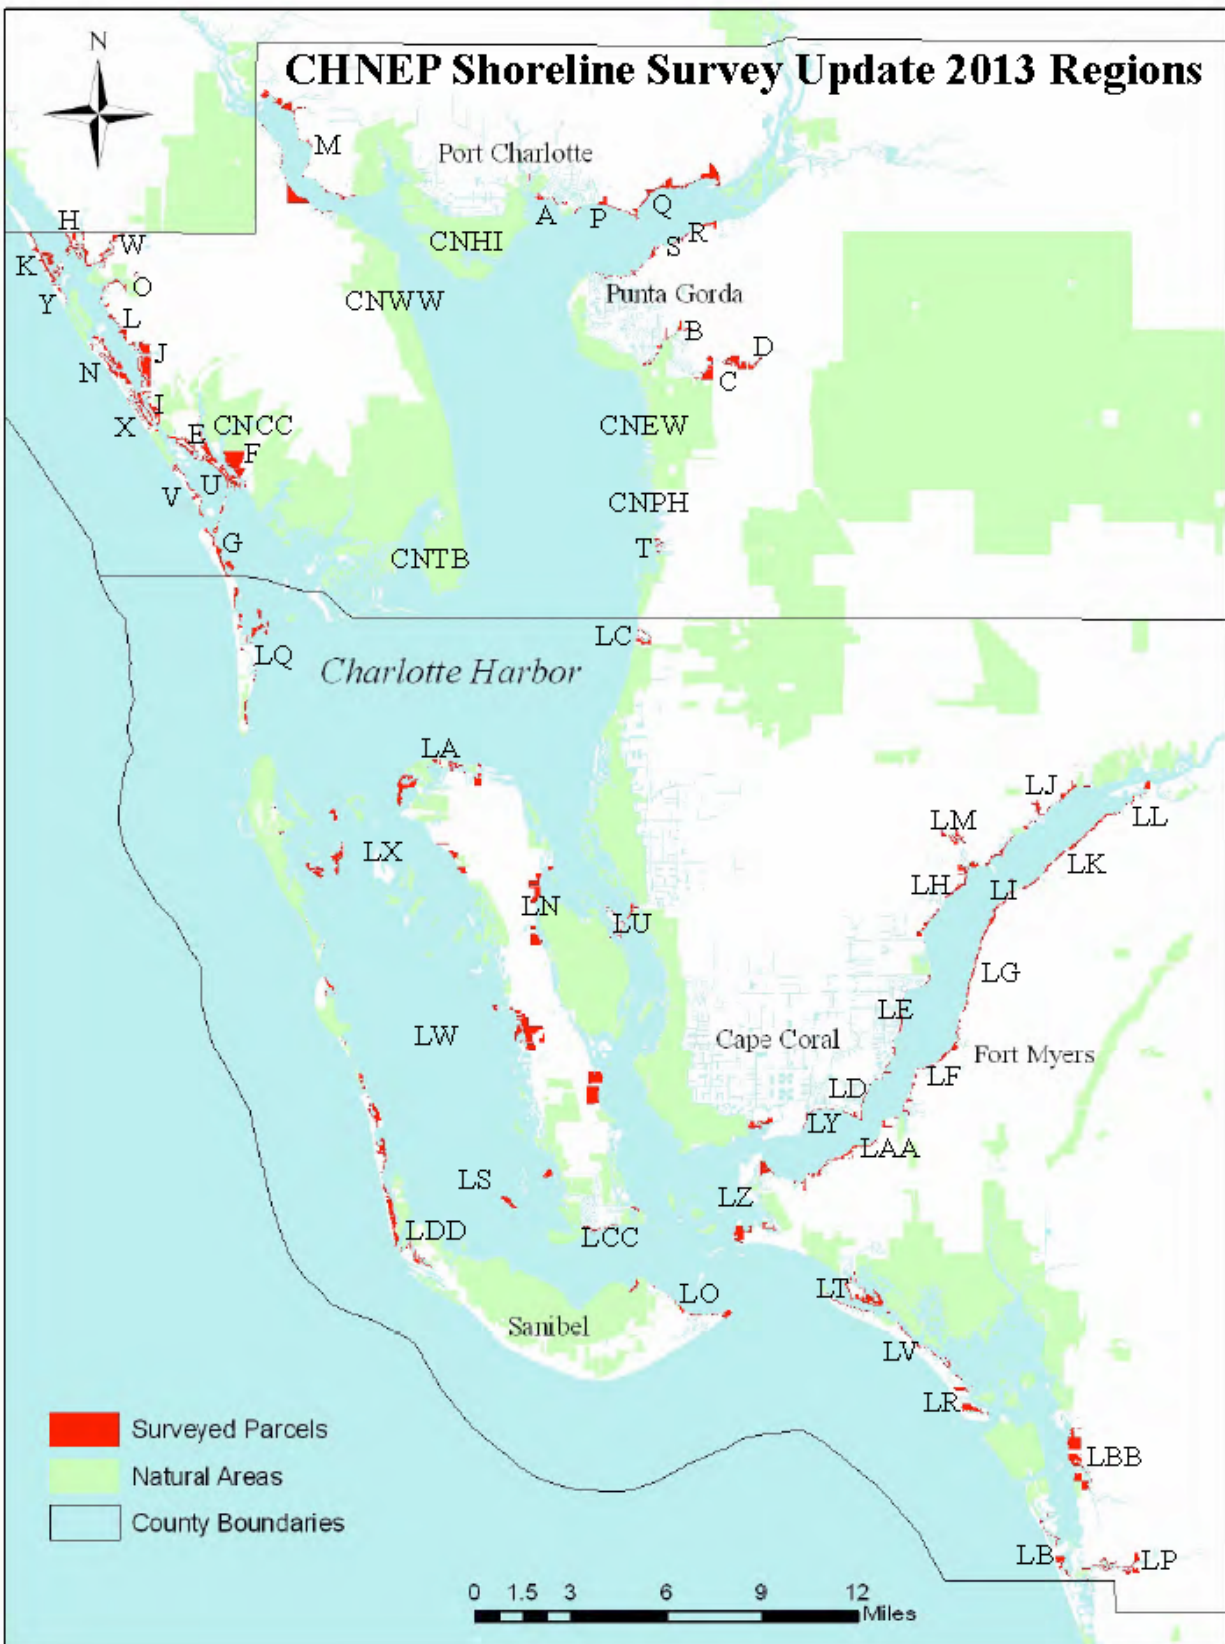 N
CHNEP Shoreline Survey Update 2013 Regions
M
Port Charlotte
A
P
Q
H
W
CNHI
S
R
K
O
Y
CNWW
Punta Gorda
L
B
J
D
N
C
I
X
E
CNCC
CNEW
F
U
V
CNPH
G
T
CNTB
LC
LQ
Charlotte Harbor
LA
LJ
LM
LL
LX
LK
LH
LI
LN
LU
LG
LE
LW
Cape Coral
Fort Myers
LF
LD
LY
LAA
LS
LZ
LDD
LCC
LT
LO
Sanibel
LV
LR
Surveyed Parcels
LBB
Natural Areas
County Boundaries
LB
LP
0 1.5 3 6 9 12
Miles